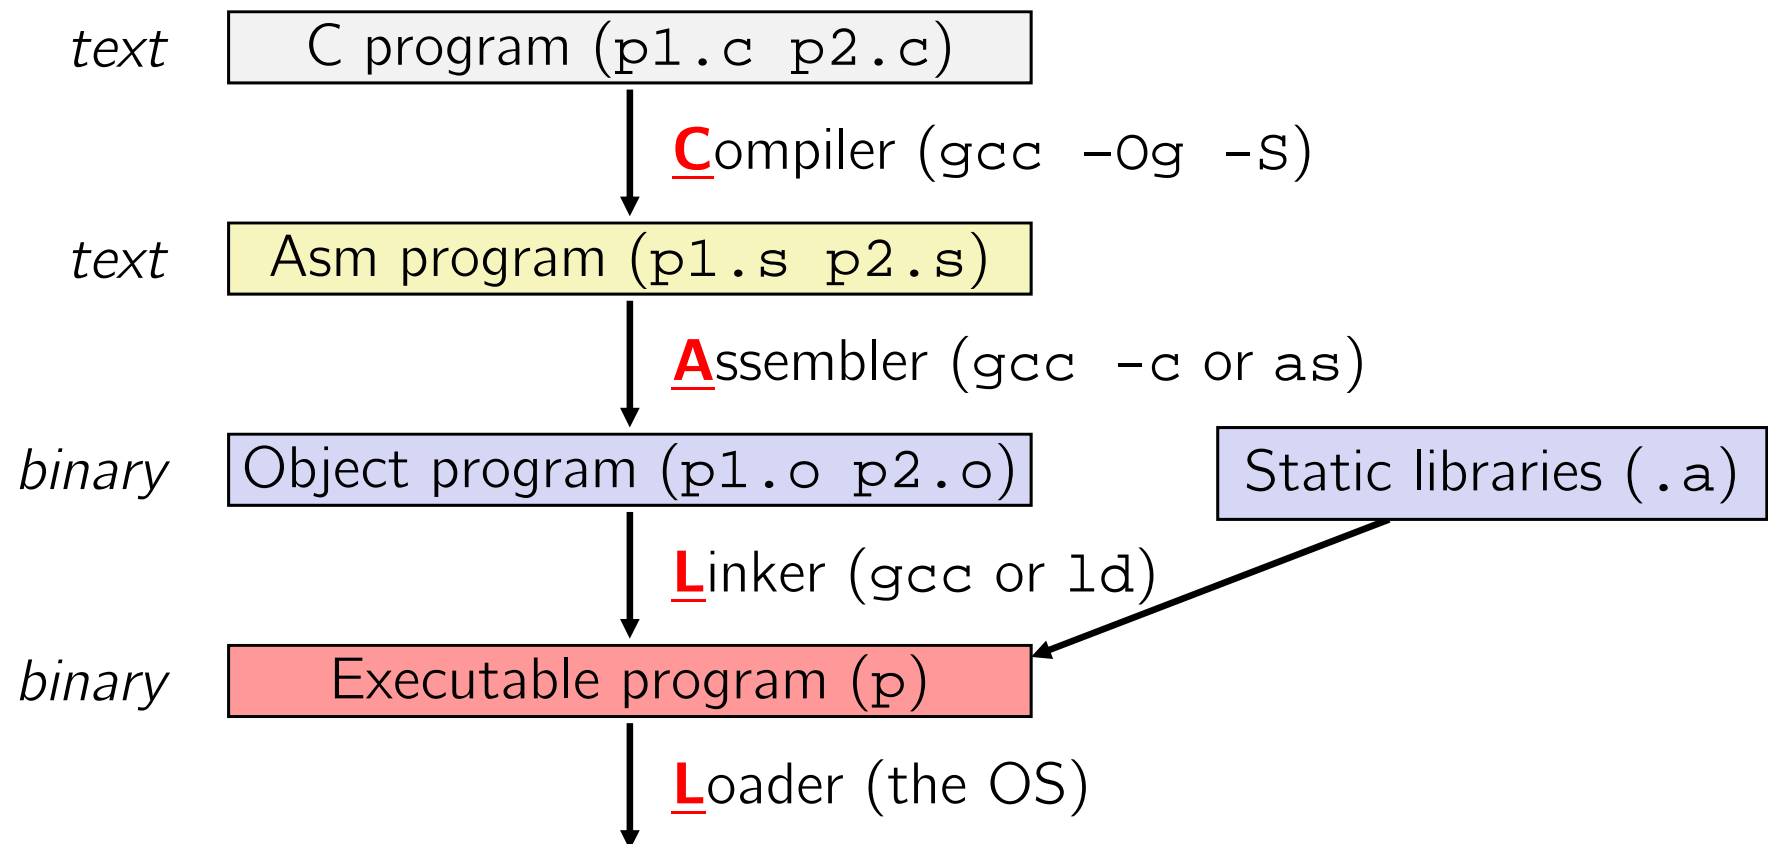 text C program (p1.c p2.c)
Compiler (gcc -Og -S)
text Asm program (p1.s p2.s)
Assembler (gcc -c or as)
binary Object program (p1.o p2.o) Static libraries (.a)
Linker (gcc or ld)
binary Executable program (p)
Loader (the OS)